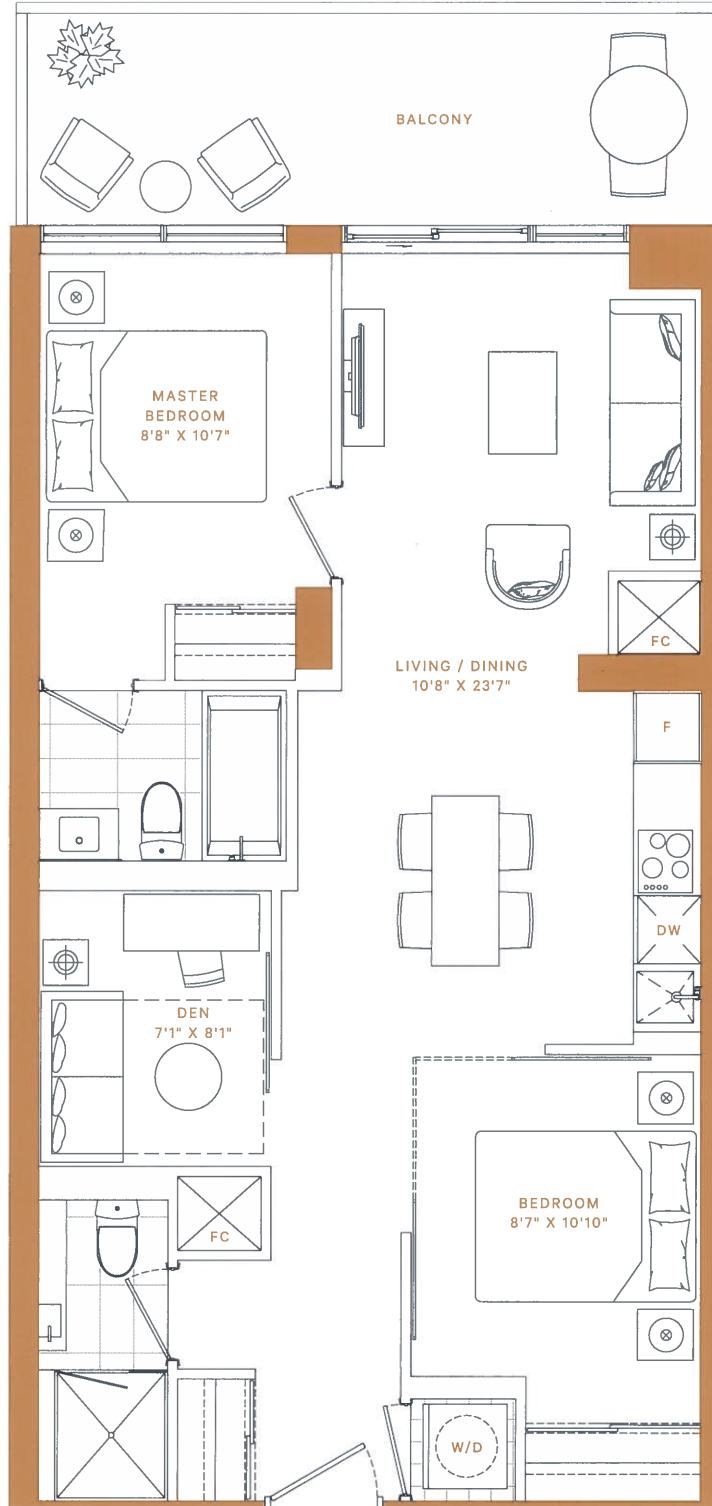 BALCONY
MASTER
BEDROOM
8'8" X 10'7"
FC
LIVING / DINING
10'8" X 23'7"
F
DW
DEN
7'1" X 8'1"
BEDROOM
8'7" X 10'10"
FC
W/D